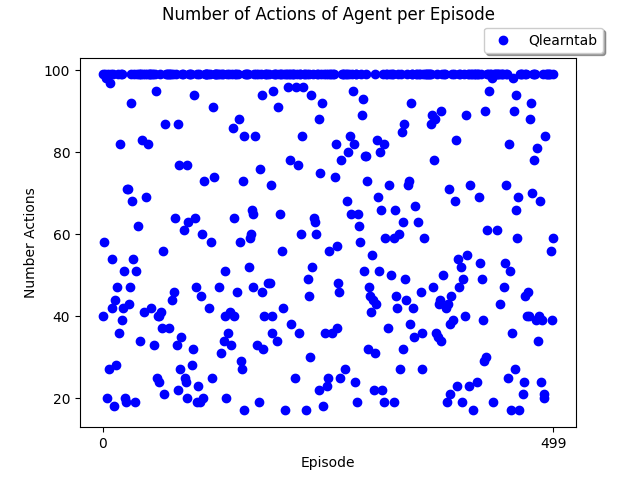 Number of Actions of Agent per Episode
Qlearntab
100
80
60
40
20
Number Actions
0
499
Episode